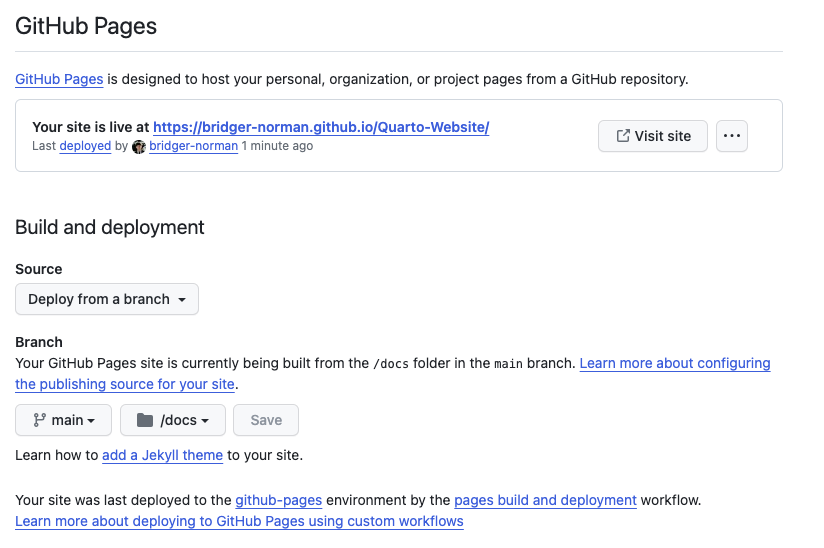 GitHub Pages
GitHub Pages is designed to host your personal, organization, or project pages from a GitHub repository.
Your site is live at https://bridger-norman.github.io/Quarto-Website/
Last deployed by bridger-norman 1 minute ago
Visit site
Build and deployment
Source
Deploy from a branch
Branch
Your GitHub Pages site is currently being built from the /docs folder in the main branch. Learn more about configuring
the publishing source for your site.
main
/docs
Save
Learn how to add a Jekyll theme to your site.
Your site was last deployed to the github-pages environment by the pages build and deployment workflow.
Learn more about deploying to GitHub Pages using custom workflows